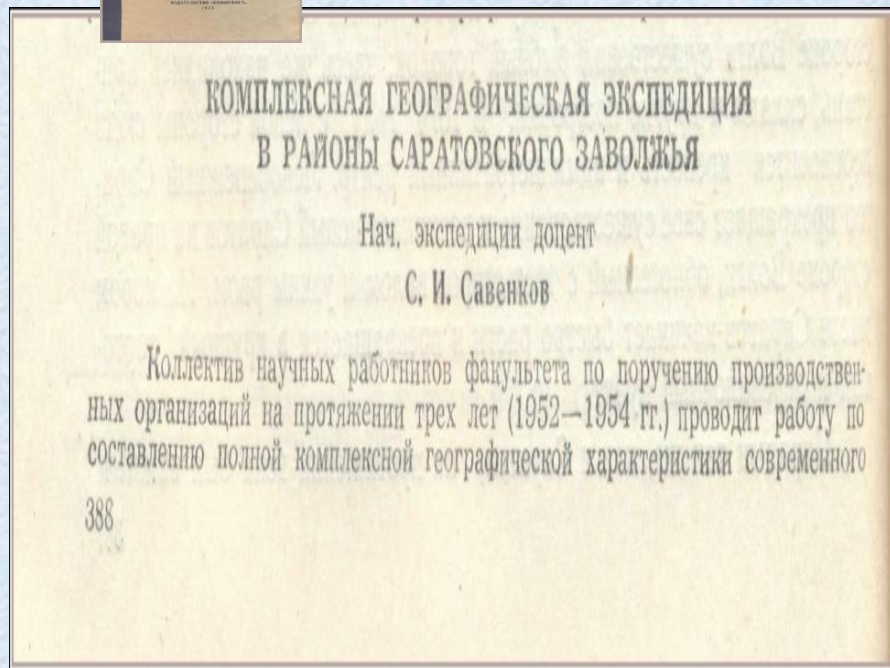 КОМПЛЕКСНАЯ ГЕОГРАФИЧЕСКАЯ ЭКСПЕДИЦИЯ
В РАЙОНЫ САРАТОВСКОГО ЗАВОЛЖЬЯ
Нач. экспедиции доцент
С. И. Савенков
Коллектив научных работников факультета по поручению производствен-
ных организаций на протяжении трех лет (1952—1954 гг.) проводит работу по
составлению полной комплексной географической характеристики современного
388